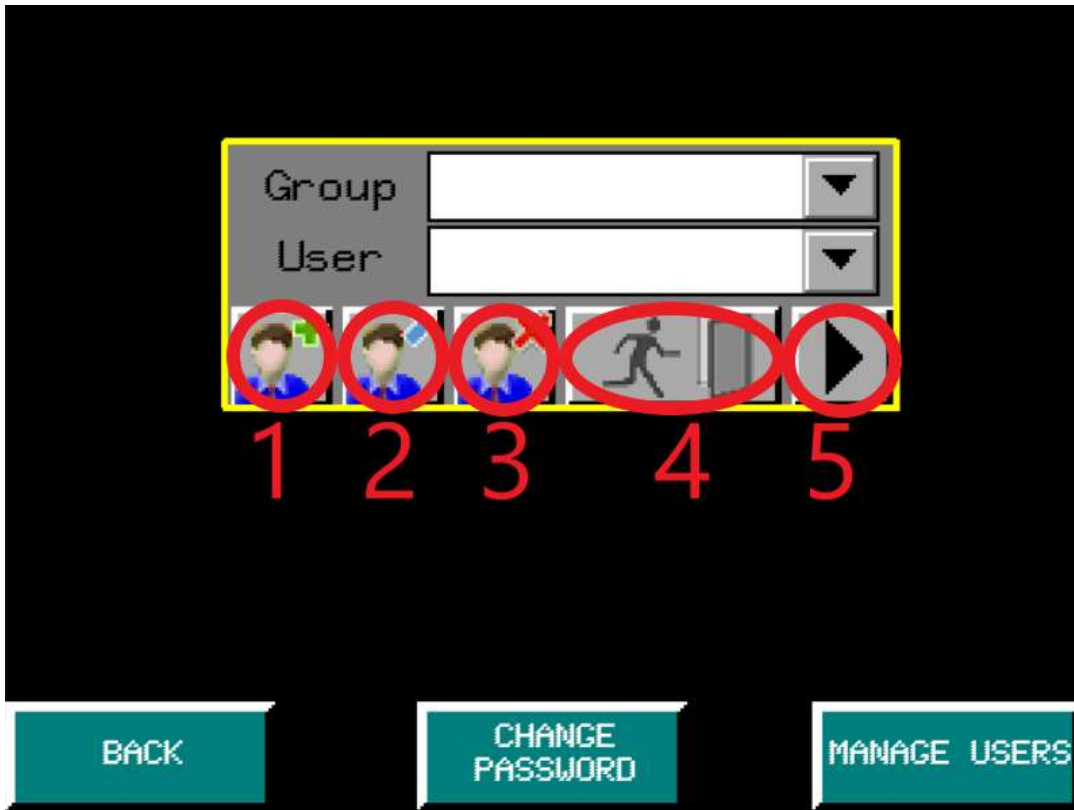 Group
User
1 2 3 4 5
BACK
CHANGE
PASSWORD
MANAGE USERS